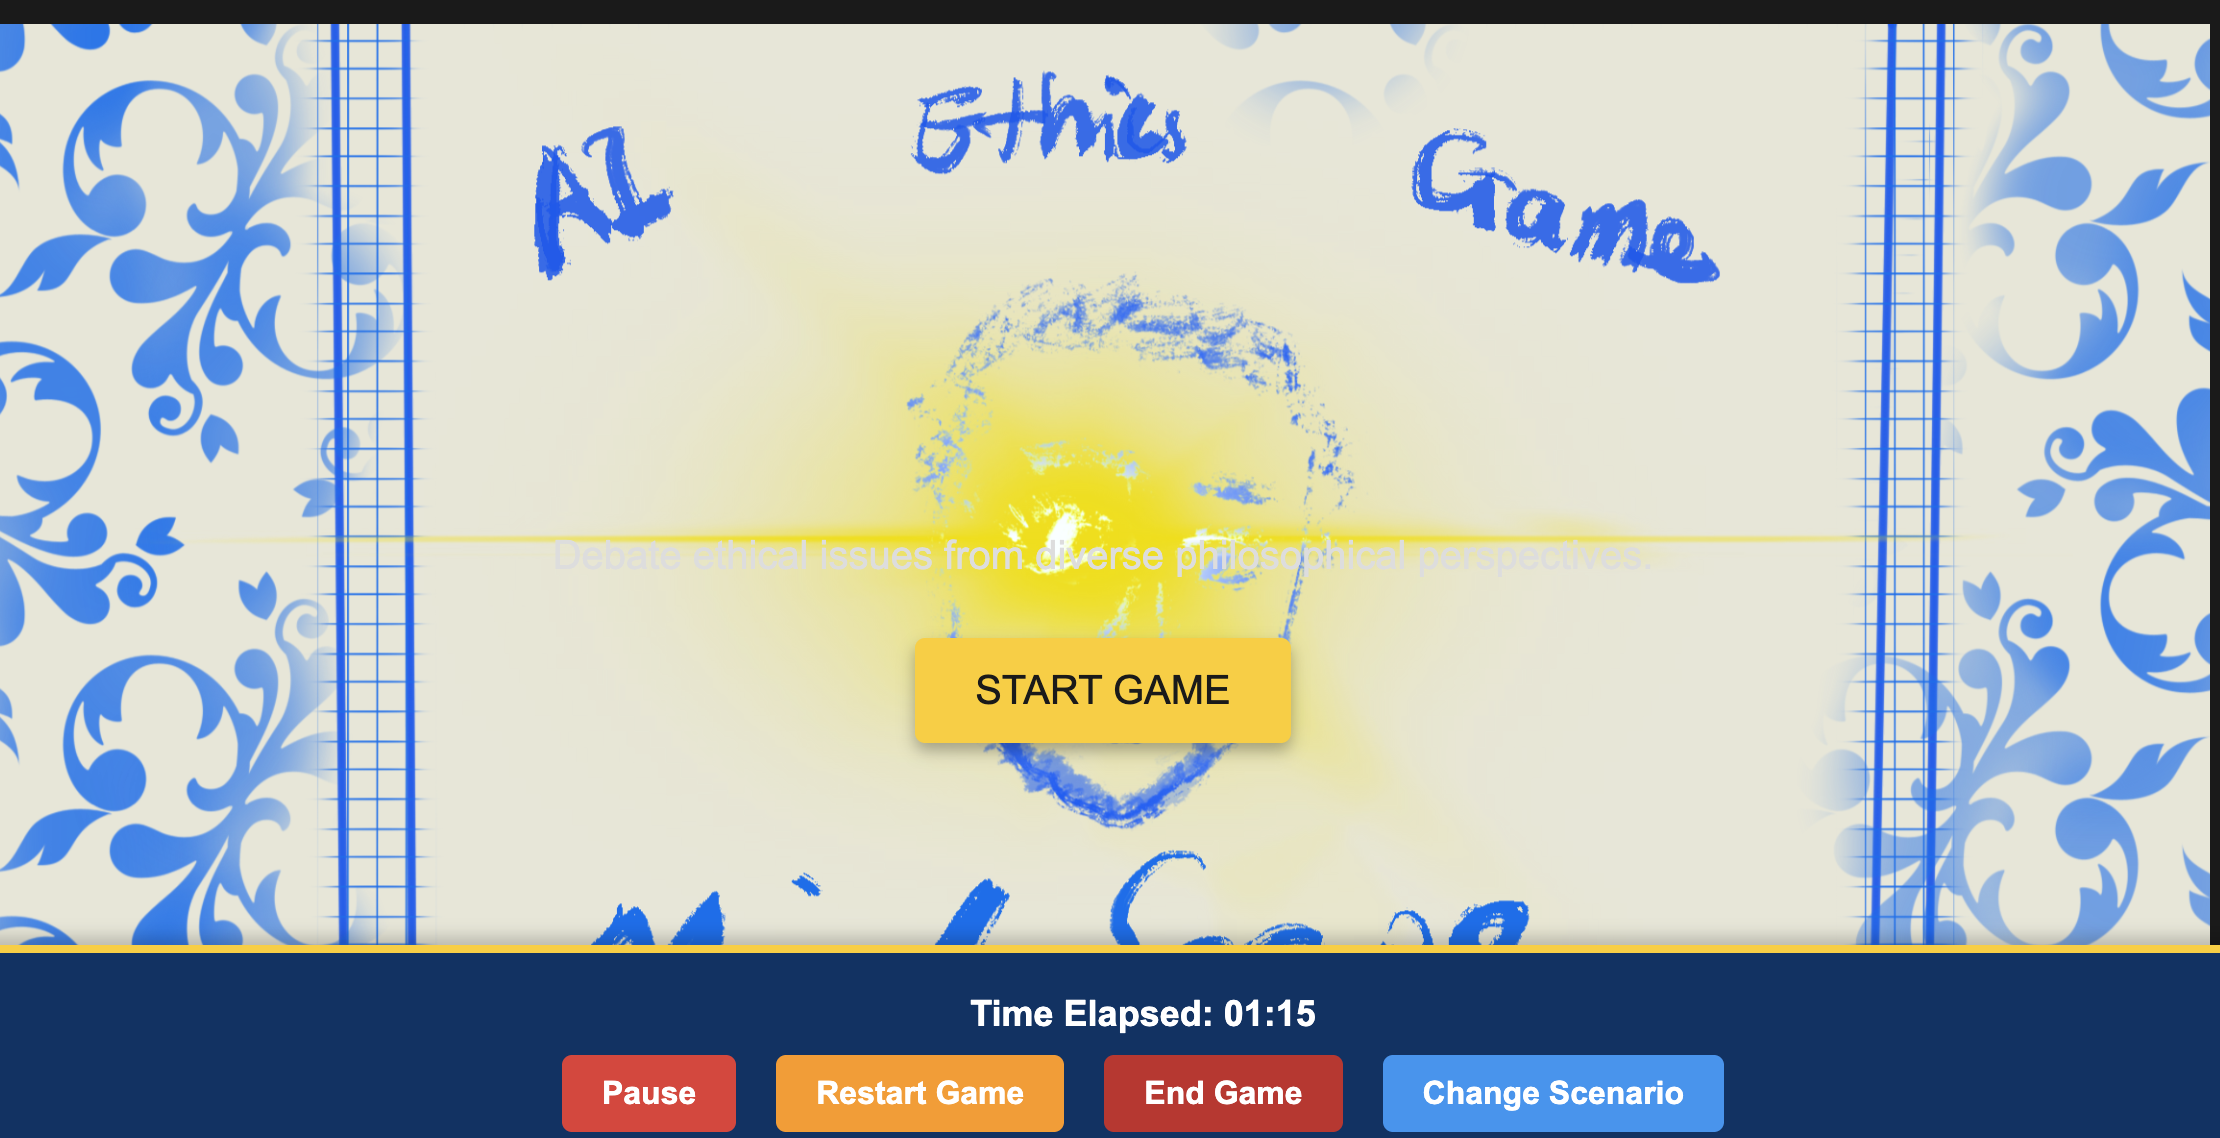 AI Ethics Game
Debate ethical issues from diverse philosophical perspectives.
START GAME
Time Elapsed: 01:15
Pause Restart Game End Game Change Scenario